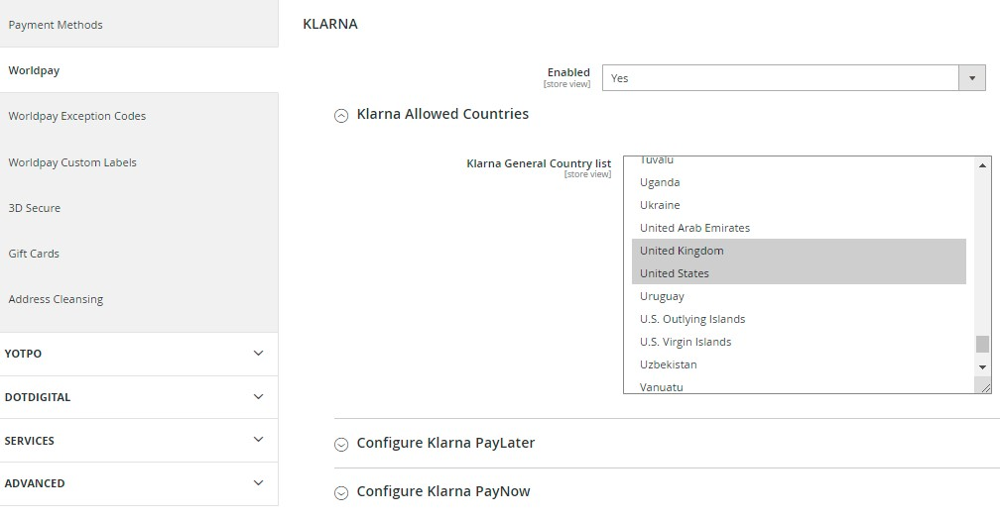 Payment Methods
Worldpay
Worldpay Exception Codes
Worldpay Custom Labels
3D Secure
Gift Cards
Address Cleansing
YOTPO
DOTDIGITAL
SERVICES
ADVANCED
KLARNA
Enabled
[store view]
Yes
Klarna Allowed Countries
Klarna General Country list
[store view]
Tuvalu
Uganda
Ukraine
United Arab Emirates
United Kingdom
United States
Uruguay
U.S. Outlying Islands
U.S. Virgin Islands
Uzbekistan
Vanuatu
Configure Klarna PayLater
Configure Klarna PayNow